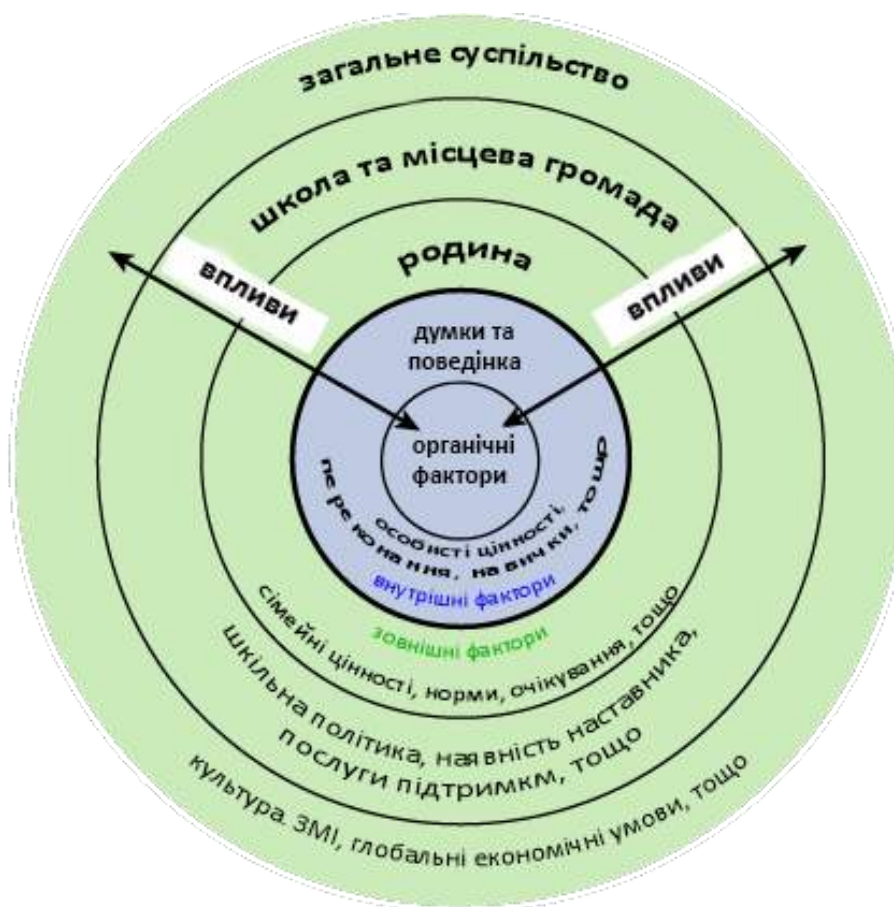 загальне суспільство
школа та місцева громада
родина
впливи
впливи
думки та
поведінка
органічні
фактори
особисті цінності,
переконання, навички, тощо
внутрішні фактори
зовнішні фактори
сімейні цінності, норми, очікування, тощо
шкільна політика, наявність наставника,
послуги підтримкм, тощо
культура. ЗМІ, глобальні економічні умови, тощо